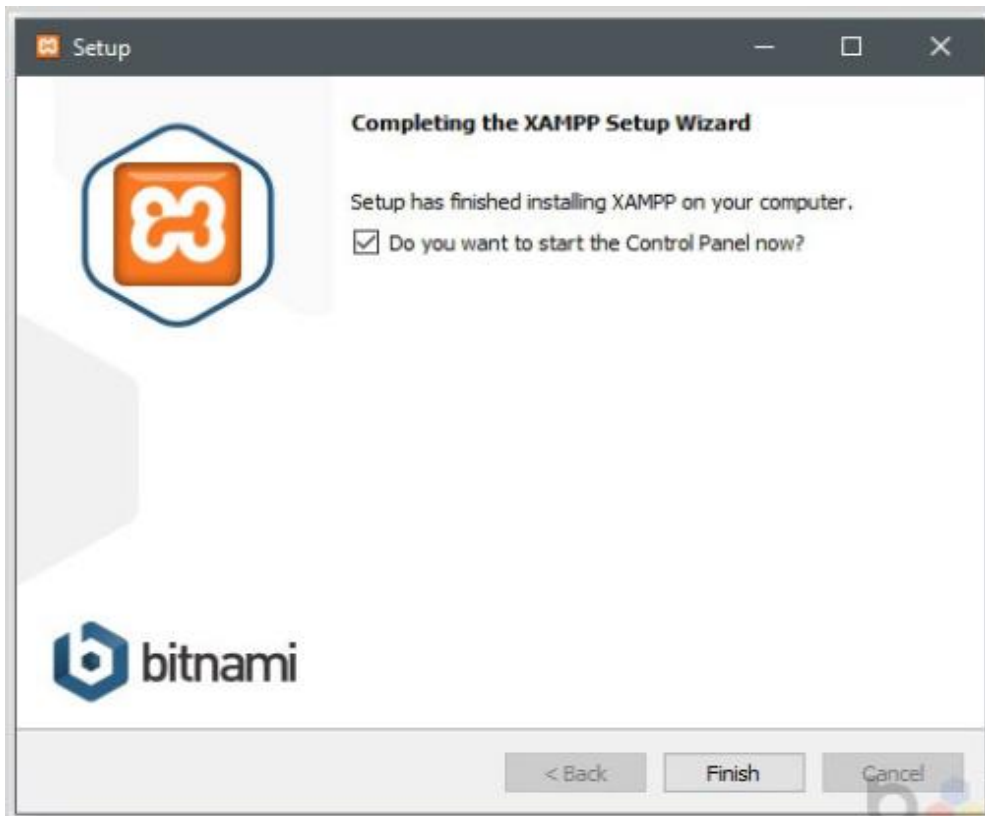 Setup
Completing the XAMPP Setup Wizard
Setup has finished installing XAMPP on your computer.
Do you want to start the Control Panel now?
bitnami
< Back
Finish
Cancel